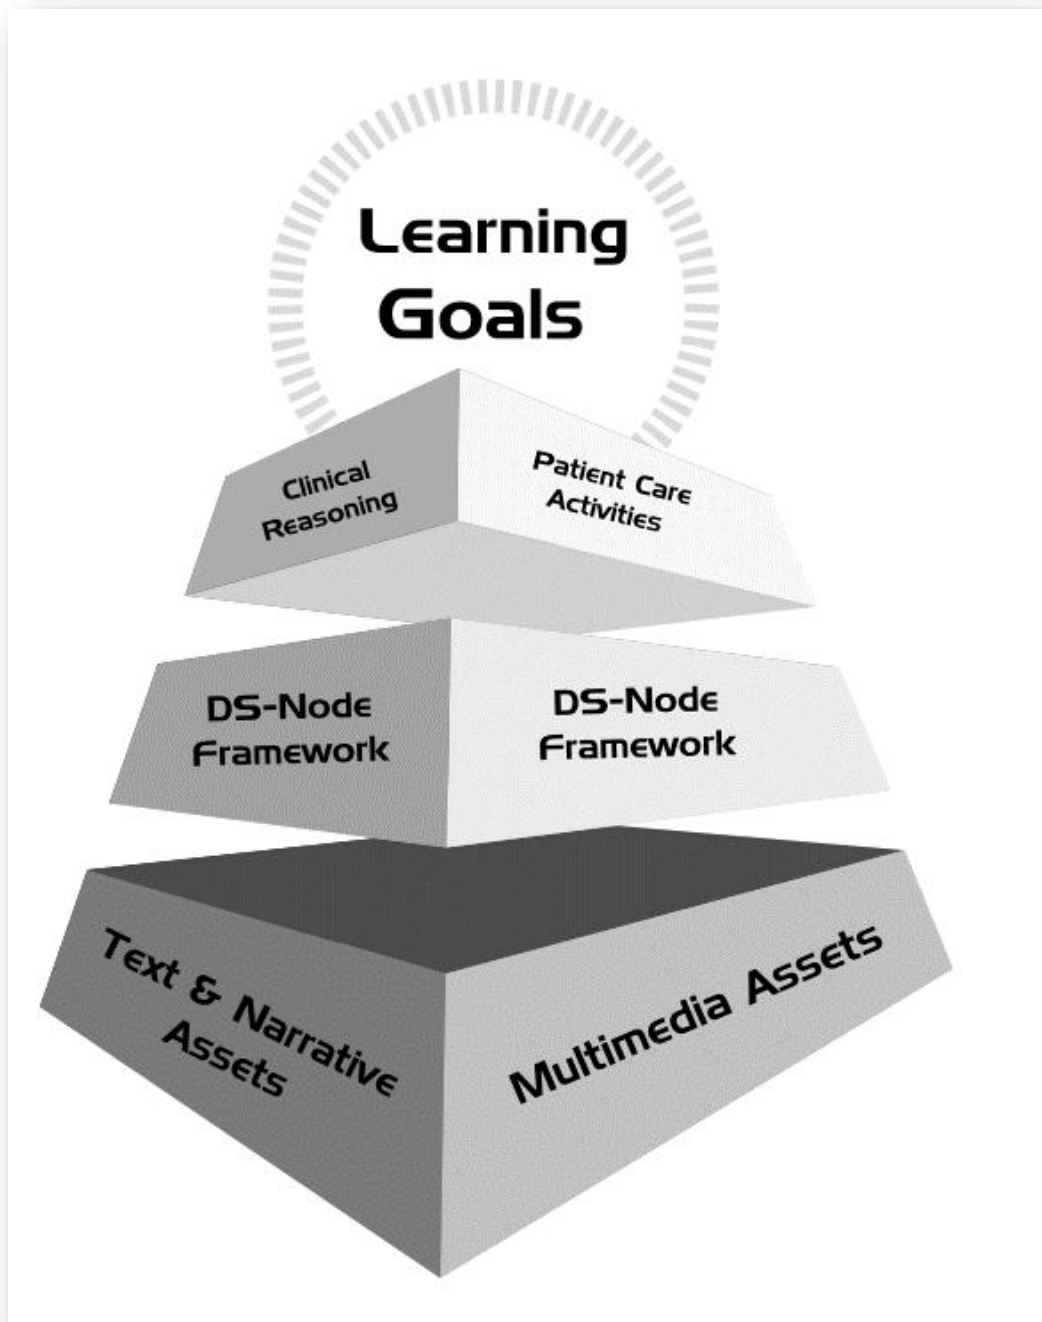 Learning
Goals
Clinical
Reasoning
Patient Care
Activities
DS-Node
Framework
DS-Node
Framework
Text & Narrative
Assets
Multimedia Assets